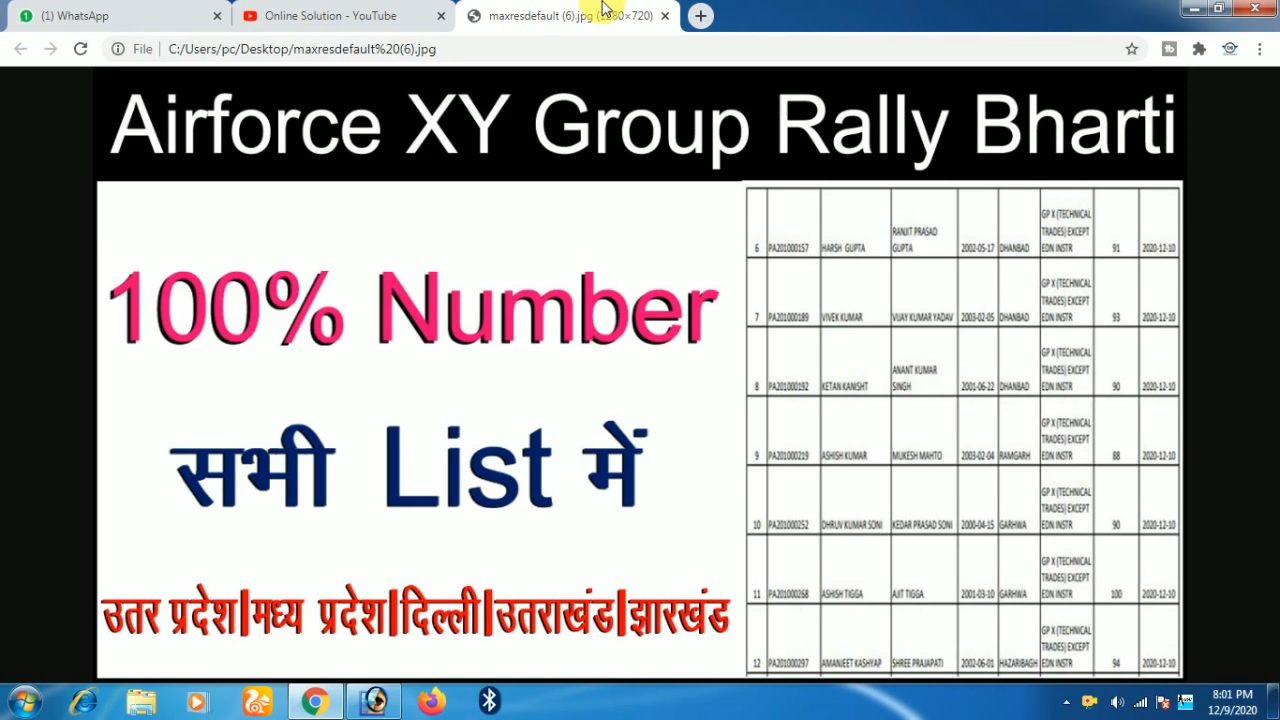 (1) WhatsApp
Online Solution - YouTube
maxresdefault (6).jpg (1280×720)
File
C:/Users/pc/Desktop/maxresdefault%20(6).jpg
Airforce XY Group Rally Bharti
100% Number
सभी List में
उतर प्रदेश|मध्य प्रदेश|दिल्ली|उतराखंड|झारखंड
6 PA201000157 HARSH GUPTA RANJIT PRASAD GUPTA 2002-05-17 DHANBAD GP X (TECHNICAL TRADES) EXCEPT EDN INSTR 91 2020-12-10
7 PA201000189 VIVEK KUMAR VIJAY KUMAR YADAV 2003-02-05 DHANBAD GP X (TECHNICAL TRADES) EXCEPT EDN INSTR 93 2020-12-10
8 PA201000192 KETAN KANISHT ANANT KUMAR SINGH 2001-06-22 DHANBAD GP X (TECHNICAL TRADES) EXCEPT EDN INSTR 90 2020-12-10
9 PA201000219 ASHISH KUMAR MUKESH MAHTO 2003-02-04 RAMGARH GP X (TECHNICAL TRADES) EXCEPT EDN INSTR 88 2020-12-10
10 PA201000252 DHRUV KUMAR SONI KEDAR PRASAD SONI 2000-04-15 GARHWA GP X (TECHNICAL TRADES) EXCEPT EDN INSTR 90 2020-12-10
11 PA201000268 ASHISH TIGGA AJIT TIGGA 2001-03-10 GARHWA GP X (TECHNICAL TRADES) EXCEPT EDN INSTR 100 2020-12-10
12 PA201000297 AMANJEET KASHYAP SHREE PRAJAPATI 2002-06-01 HAZARIBAGH GP X (TECHNICAL TRADES) EXCEPT EDN INSTR 94 2020-12-10
8:01 PM
12/9/2020